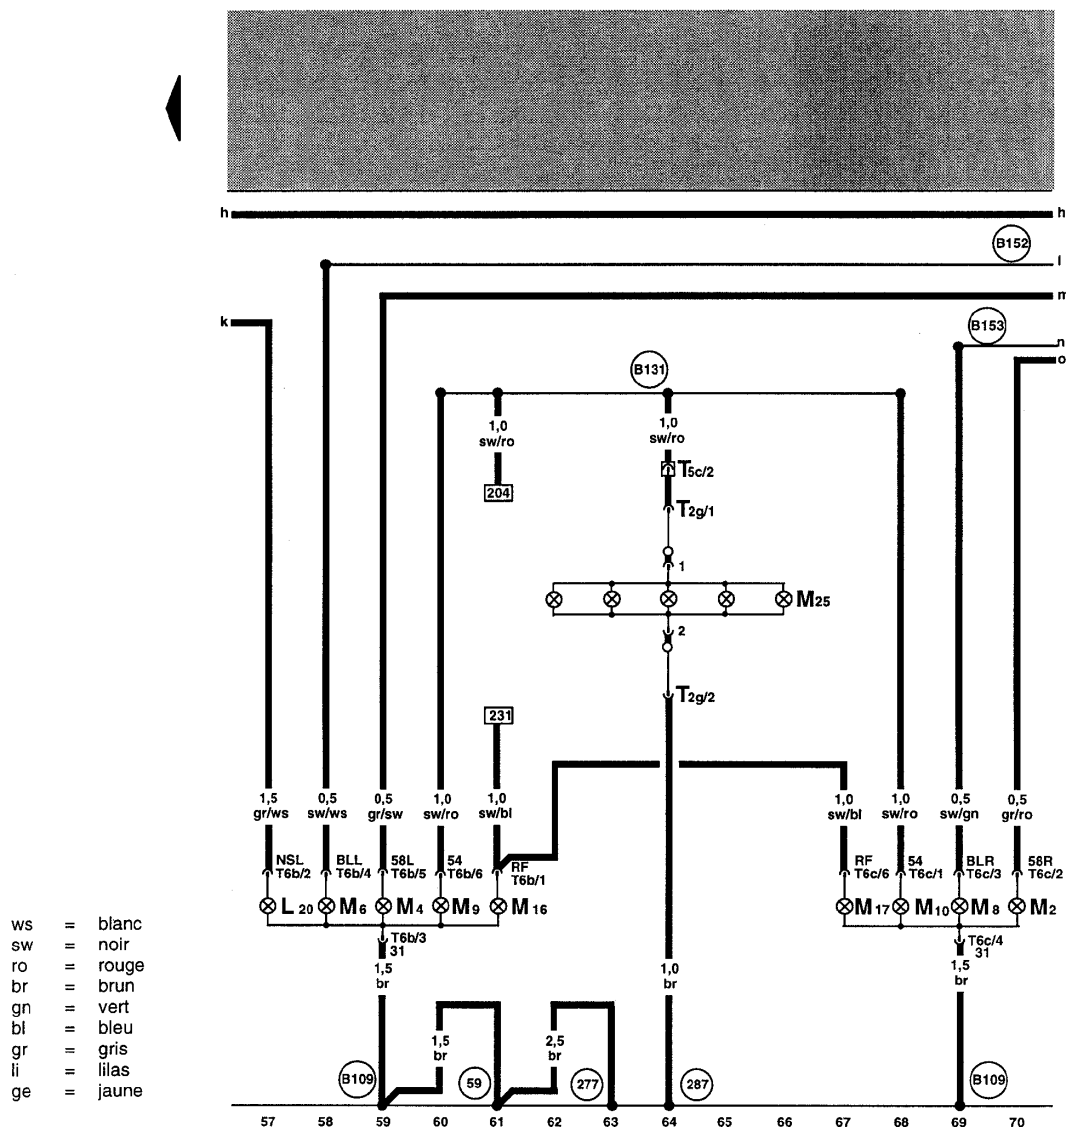 h h
B152
l
m
k
B153
n
o
B131
1,0
sw/ro
1,0
sw/ro
T5c/2
204
T2g/1
1
M25
2
T2g/2
231
1,5
gr/ws
0,5
sw/ws
0,5
gr/sw
1,0
sw/ro
1,0
sw/bl
1,0
sw/bl
1,0
sw/ro
0,5
sw/gn
0,5
gr/ro
NSL
T6b/2
BLL
T6b/4
58L
T6b/5
54
T6b/6
RF
T6b/1
RF
T6c/6
54
T6c/1
BLR
T6c/3
58R
T6c/2
L20 M6 M4 M9 M16 M17 M10 M8 M2
T6b/3
31
T6c/4
31
1,5
br
1,0
br
1,5
br
1,5
br
2,5
br
B109 59 277 287 B109
57 58 59 60 61 62 63 64 65 66 67 68 69 70
ws = blanc
sw = noir
ro = rouge
br = brun
gn = vert
bl = bleu
gr = gris
li = lilas
ge = jaune